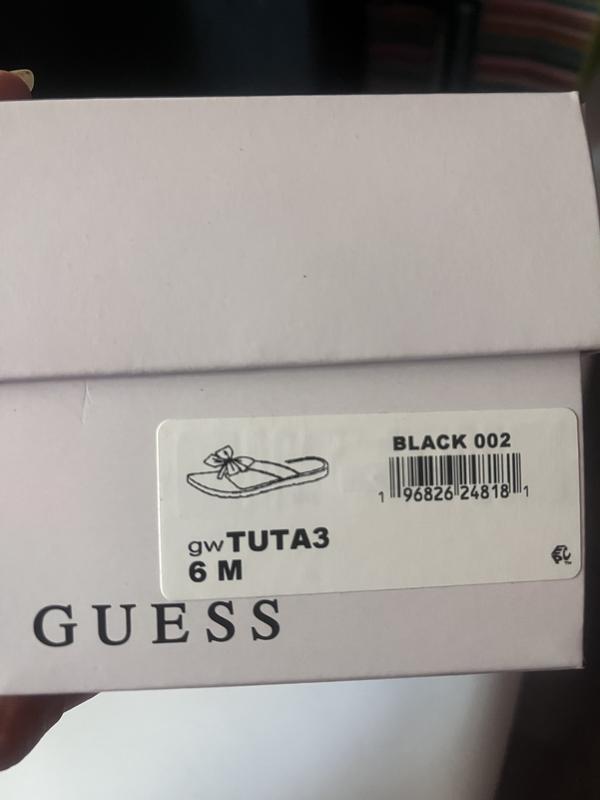 BLACK 002
1 96826 24818 1
gwTUTA3
6 M
GUESS